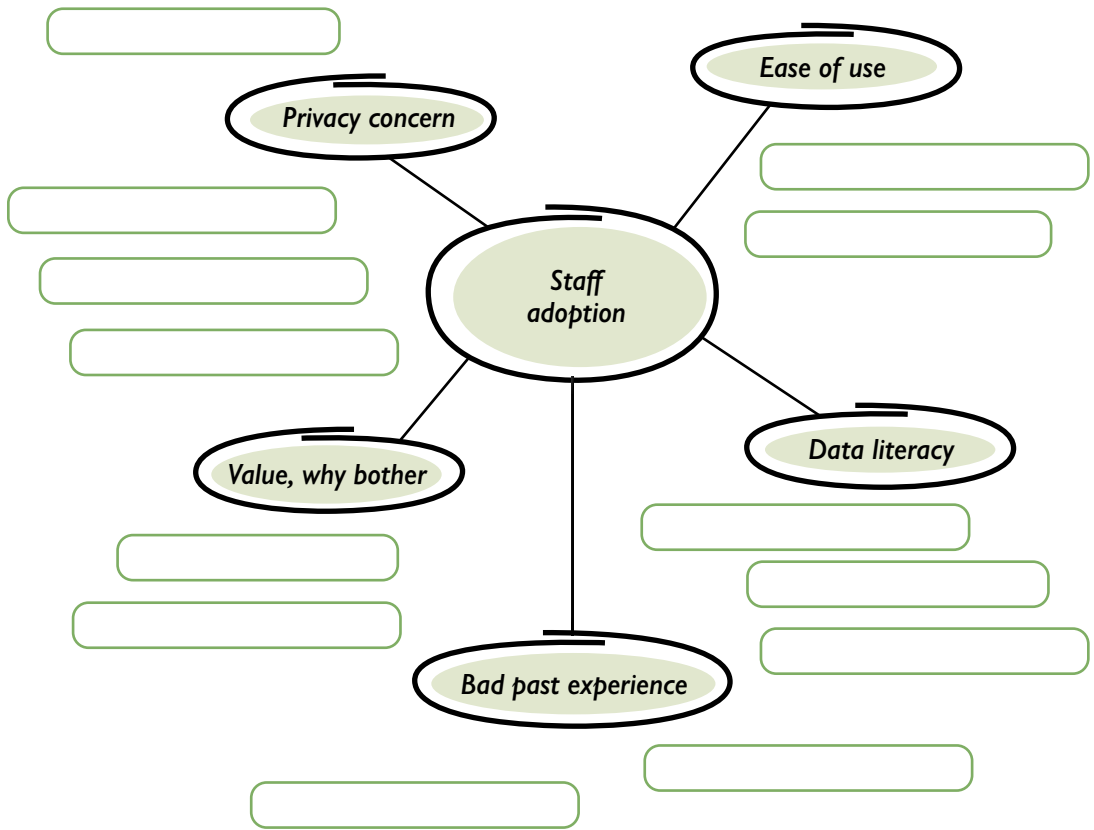 Ease of use
Privacy concern
Staff
adoption
Data literacy
Value, why bother
Bad past experience